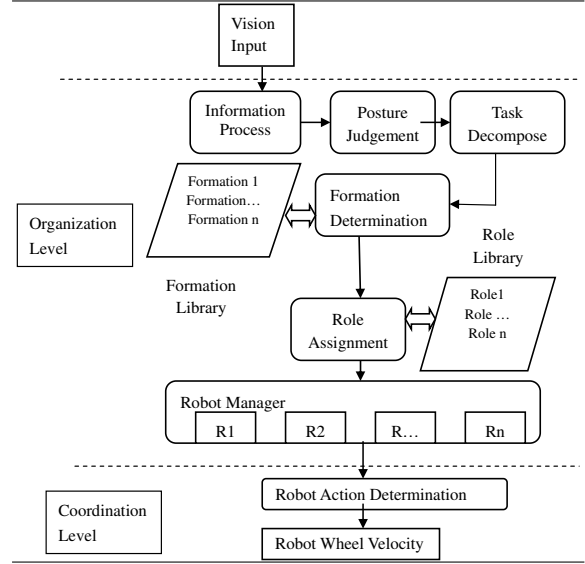 Vision
Input
Information
Process
Posture
Judgement
Task
Decompose
Formation 1
Formation…
Formation n
Formation
Determination
Organization
Level
Role
Library
Formation
Library
Role1
Role …
Role n
Role
Assignment
Robot Manager
R1
R2
R…
Rn
Coordination
Level
Robot Action Determination
Robot Wheel Velocity